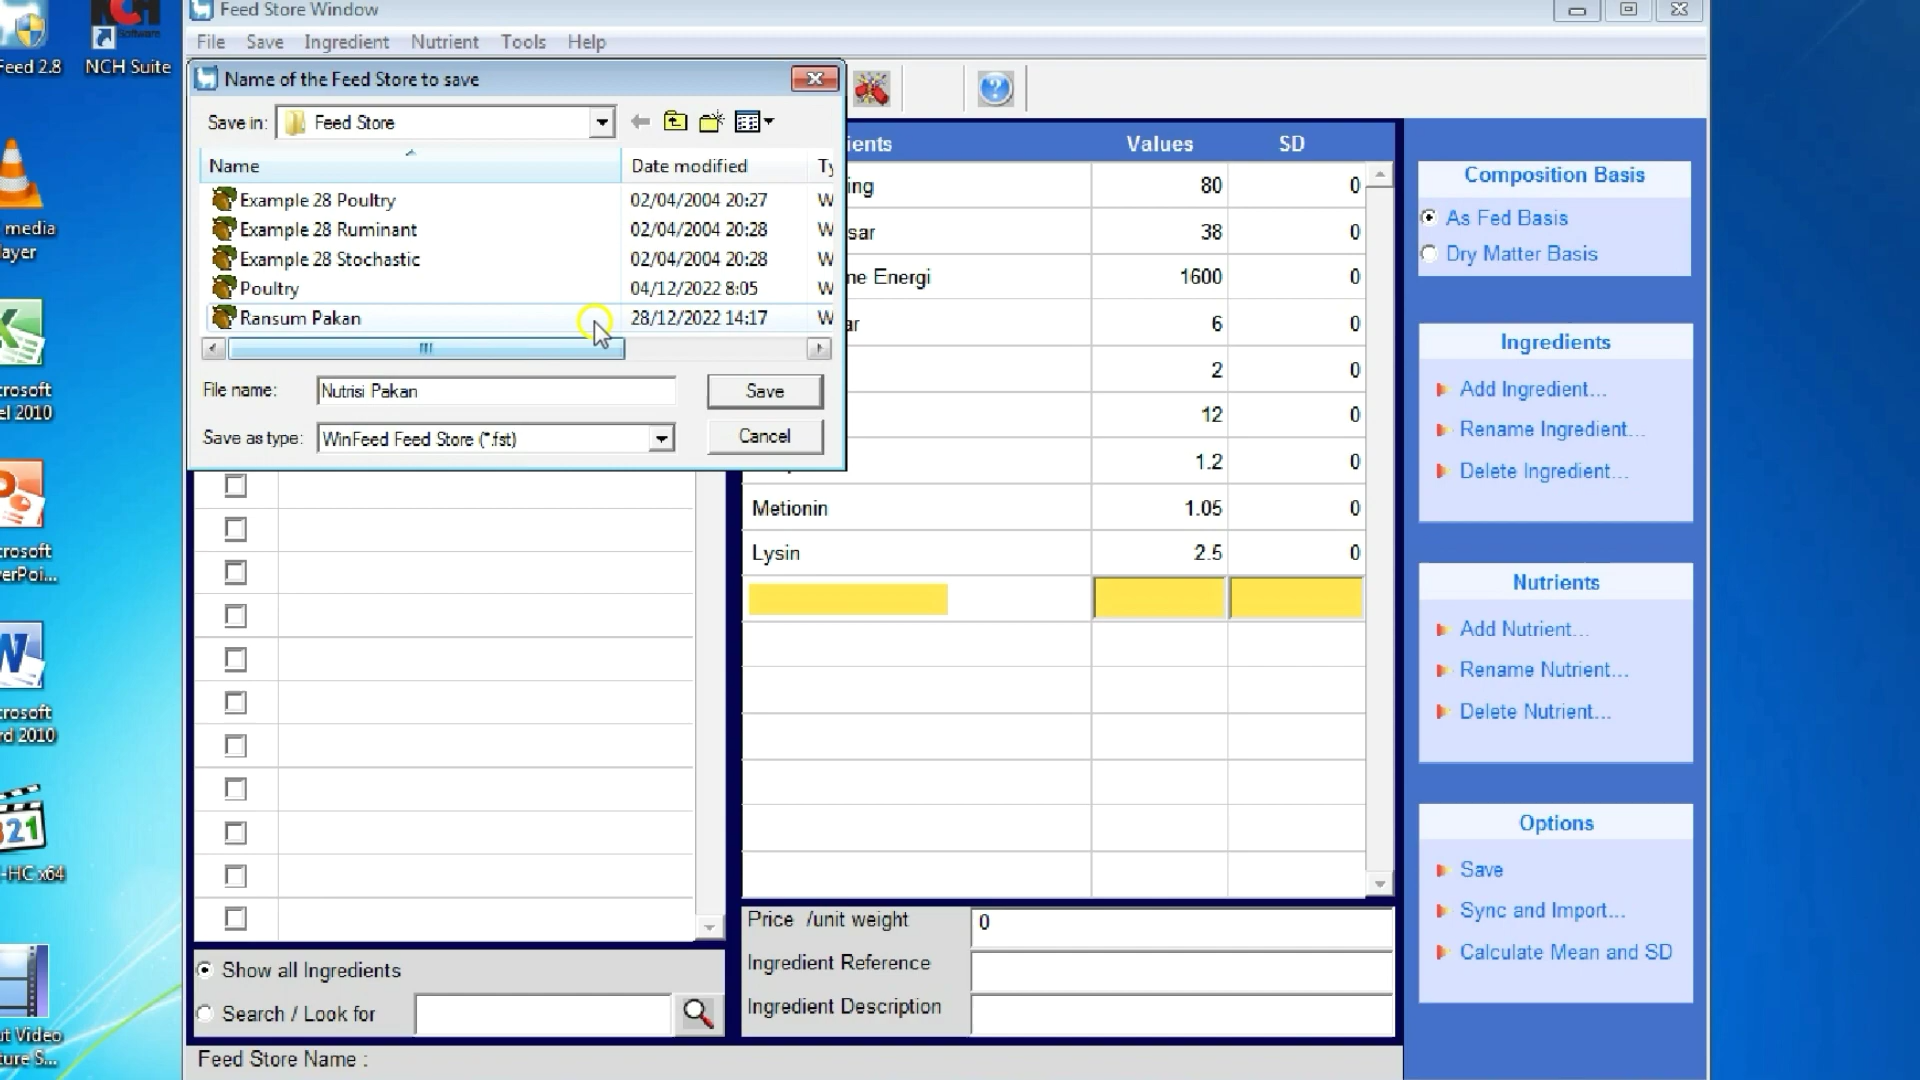 Feed Store Window
File Save Ingredient Nutrient Tools Help
Feed 2.8
NCH Suite
Name of the Feed Store to save
Save in: Feed Store
Name Date modified
Example 28 Poultry 02/04/2004 20:27
Example 28 Ruminant 02/04/2004 20:28
Example 28 Stochastic 02/04/2004 20:28
Poultry 04/12/2022 8:05
Ransum Pakan 28/12/2022 14:17
File name: Nutrisi Pakan Save
Save as type: WinFeed Feed Store (*.fst) Cancel
ients Values SD
ing 80 0
sar 38 0
ne Energi 1600 0
ar 6 0
2 0
12 0
1.2 0
Metionin 1.05 0
Lysin 2.5 0
Price /unit weight 0
Ingredient Reference
Ingredient Description
Show all Ingredients
Search / Look for
Feed Store Name :
Composition Basis
As Fed Basis
Dry Matter Basis
Ingredients
Add Ingredient...
Rename Ingredient...
Delete Ingredient...
Nutrients
Add Nutrient...
Rename Nutrient...
Delete Nutrient...
Options
Save
Sync and Import...
Calculate Mean and SD
media
ayer
crosoft
el 2010
crosoft
erPoi...
crosoft
rd 2010
321
-HC x64
ut Video
ture S...